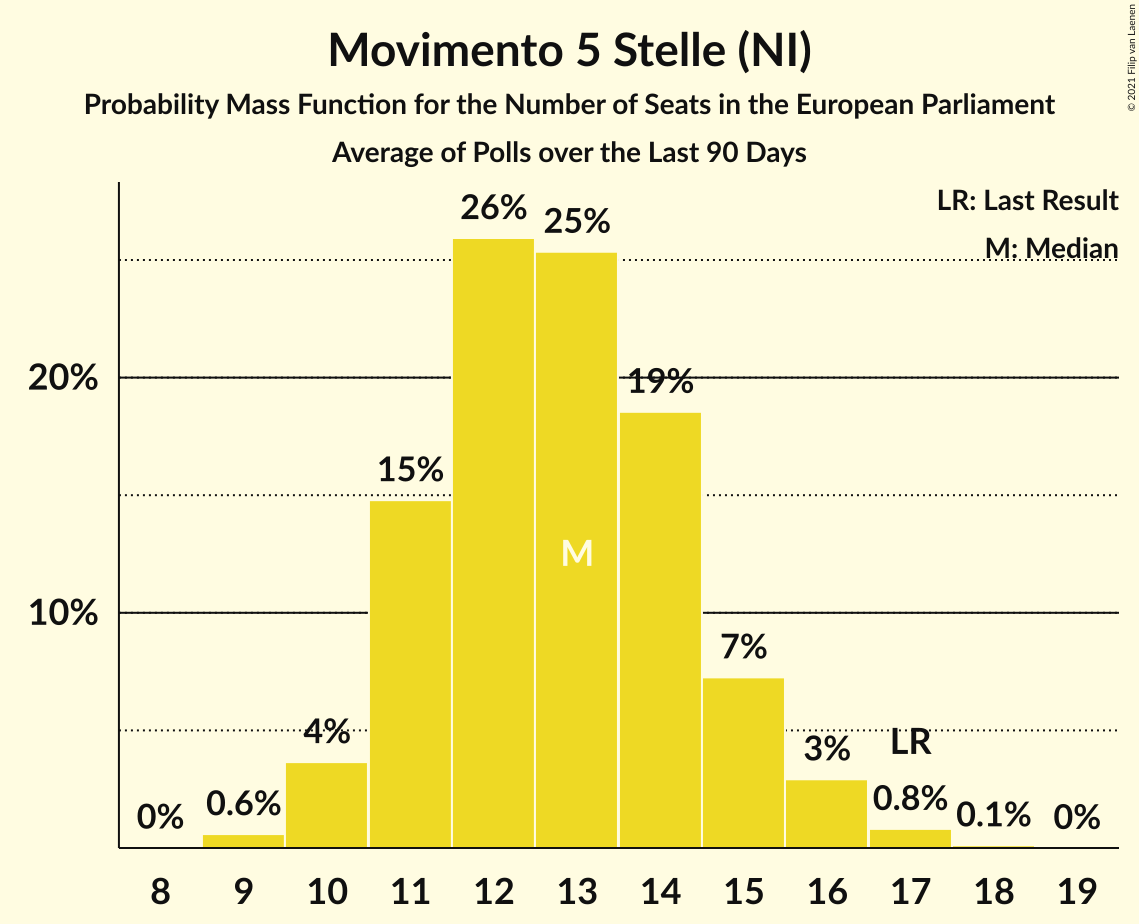 Movimento 5 Stelle (NI)
Probability Mass Function for the Number of Seats in the European Parliament
Average of Polls over the Last 90 Days
© 2021 Filip van Laenen
LR: Last Result
M: Median
26%
25%
20%
19%
15%
M
10%
7%
4%
3%
LR
0%
0.6%
0.8%
0.1%
0%
8 9 10 11 12 13 14 15 16 17 18 19